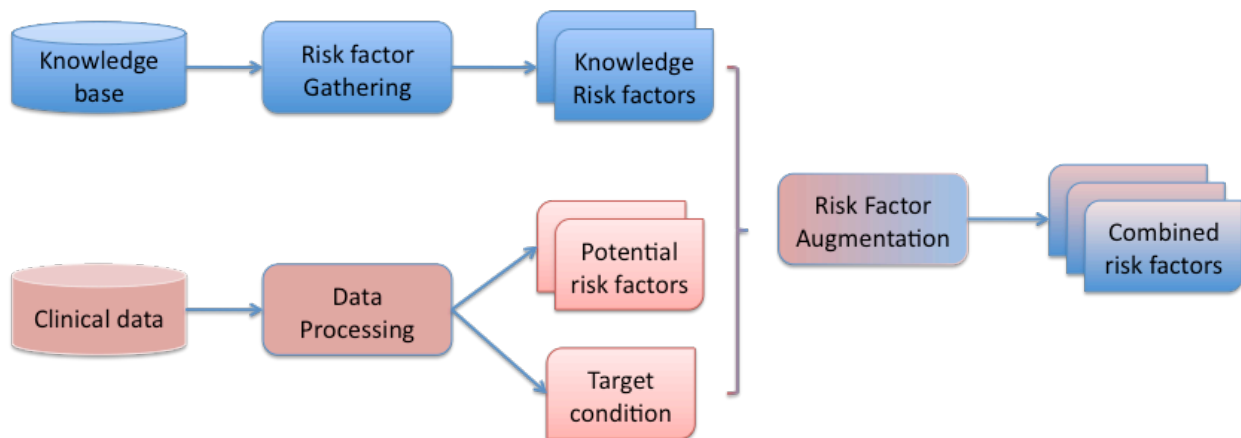 Knowledge
base
Risk factor
Gathering
Knowledge
Risk factors
Clinical data
Data
Processing
Potential
risk factors
Target
condition
Risk Factor
Augmentation
Combined
risk factors